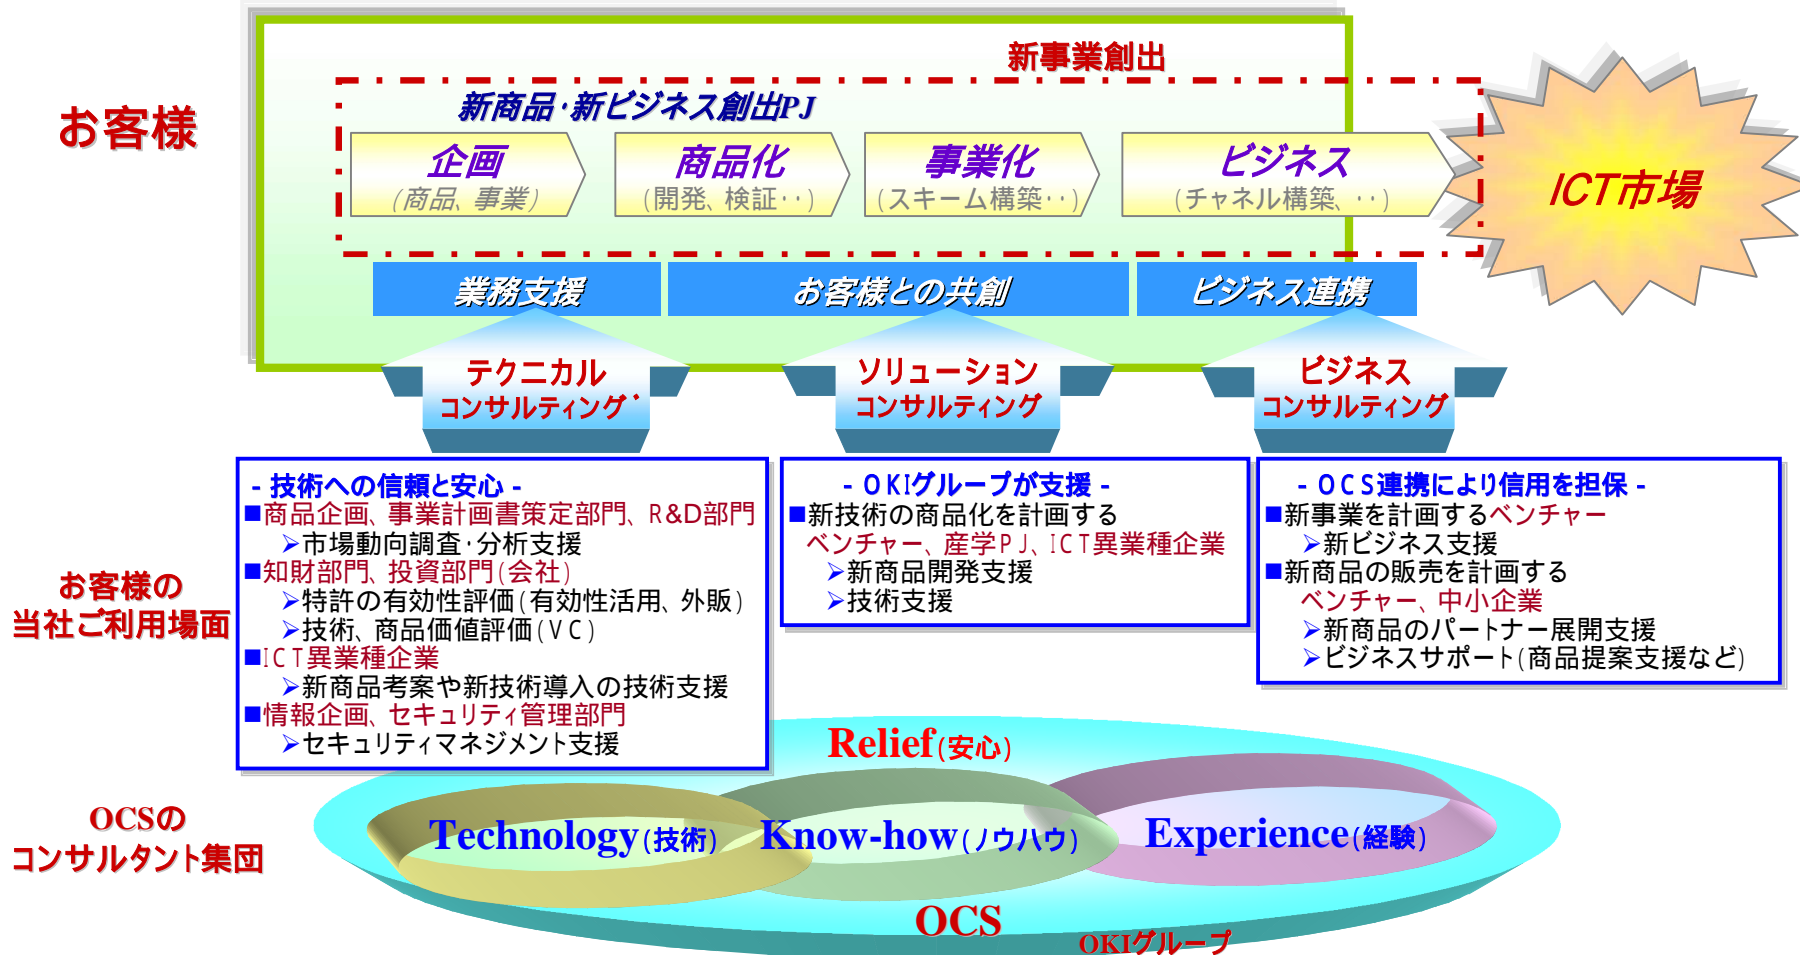 新事業創出
お客様
新商品・新ビジネス創出PJ
企画
(商品、事業)
商品化
(開発、検証・・)
事業化
(スキーム構築・・)
ビジネス
(チャネル構築、・・)
ICT市場
業務支援
お客様との共創
ビジネス連携
テクニカル
コンサルティング
ソリューション
コンサルティング
ビジネス
コンサルティング
お客様の
当社ご利用場面
- 技術への信頼と安心 -
■商品企画、事業計画書策定部門、R&D部門
➢市場動向調査・分析支援
■知財部門、投資部門(会社)
➢特許の有効性評価(有効性活用、外販)
➢技術、商品価値評価(VC)
■ICT異業種企業
➢新商品考案や新技術導入の技術支援
■情報企画、セキュリティ管理部門
➢セキュリティマネジメント支援
- OKIグループが支援 -
■新技術の商品化を計画する
ベンチャー、産学PJ、ICT異業種企業
➢新商品開発支援
➢技術支援
- OCS連携により信用を担保 -
■新事業を計画するベンチャー
➢新ビジネス支援
■新商品の販売を計画する
ベンチャー、中小企業
➢新商品のパートナー展開支援
➢ビジネスサポート(商品提案支援など)
OCSの
コンサルタント集団
Relief(安心)
Technology(技術)
Know-how(ノウハウ)
Experience(経験)
OCS
OKIグループ